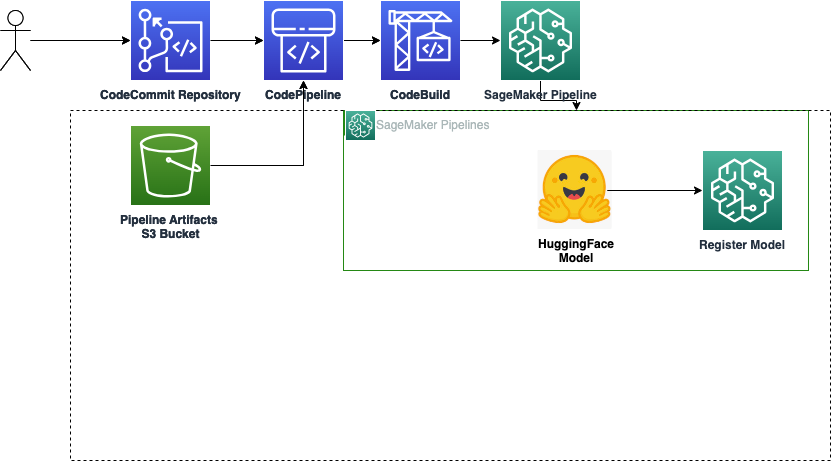 CodeCommit Repository
CodePipeline
CodeBuild
SageMaker Pipeline
SageMaker Pipelines
Pipeline Artifacts
S3 Bucket
HuggingFace
Model
Register Model